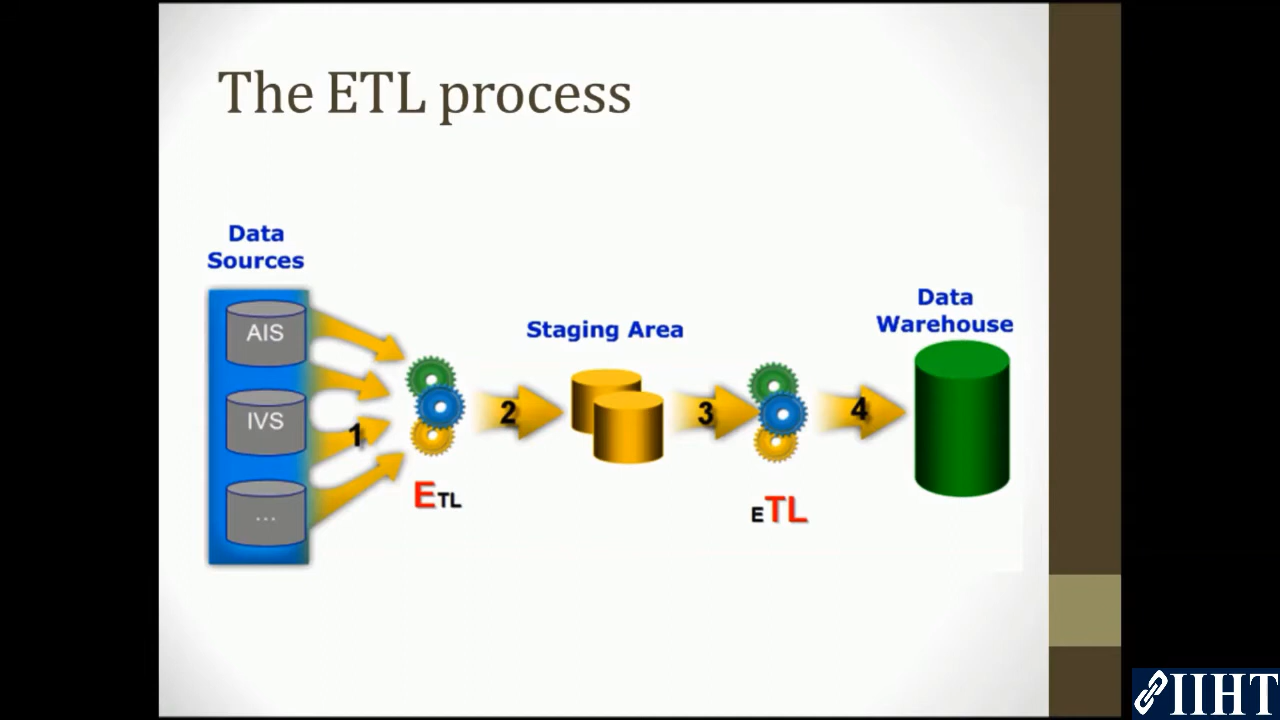 The ETL process
Data
Sources
AIS
IVS
...
1
ETL
2
Staging Area
3
ETL
4
Data
Warehouse
IIHT